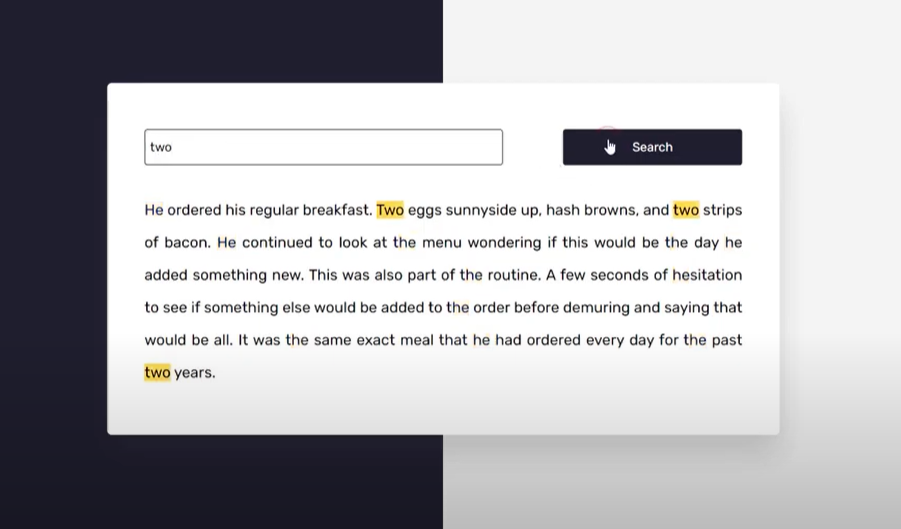 two
Search
He ordered his regular breakfast. Two eggs sunnyside up, hash browns, and two strips
of bacon. He continued to look at the menu wondering if this would be the day he
added something new. This was also part of the routine. A few seconds of hesitation
to see if something else would be added to the order before demuring and saying that
would be all. It was the same exact meal that he had ordered every day for the past
two years.